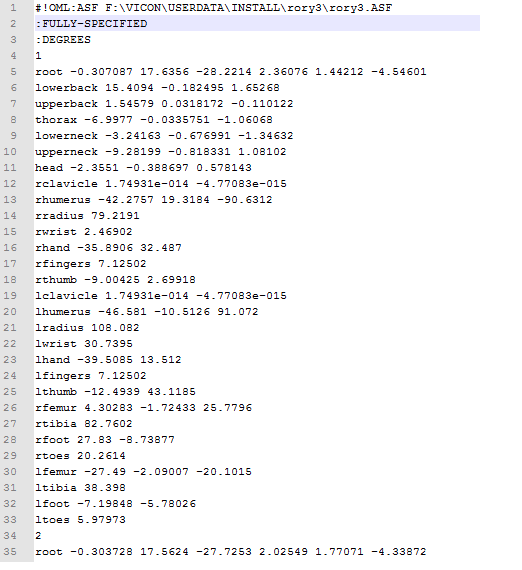 1 #!OML:ASF F:\VICON\USERDATA\INSTALL\rory3\rory3.ASF
2 :FULLY-SPECIFIED
3 :DEGREES
4 1
5 root -0.307087 17.6356 -28.2214 2.36076 1.44212 -4.54601
6 lowerback 15.4094 -0.182495 1.65268
7 upperback 1.54579 0.0318172 -0.110122
8 thorax -6.9977 -0.0335751 -1.06068
9 lowerneck -3.24163 -0.676991 -1.34632
10 upperneck -9.28199 -0.818331 1.08102
11 head -2.3551 -0.388697 0.578143
12 rclavicle 1.74931e-014 -4.77083e-015
13 rhumerus -42.2757 19.3184 -90.6312
14 rradius 79.2191
15 rwrist 2.46902
16 rhand -35.8906 32.487
17 rfingers 7.12502
18 rthumb -9.00425 2.69918
19 lclavicle 1.74931e-014 -4.77083e-015
20 lhumerus -46.581 -10.5126 91.072
21 lradius 108.082
22 lwrist 30.7395
23 lhand -39.5085 13.512
24 lfingers 7.12502
25 lthumb -12.4939 43.1185
26 rfemur 4.30283 -1.72433 25.7796
27 rtibia 82.7602
28 rfoot 27.83 -8.73877
29 rtoes 20.2614
30 lfemur -27.49 -2.09007 -20.1015
31 ltibia 38.398
32 lfoot -7.19848 -5.78026
33 ltoes 5.97973
34 2
35 root -0.303728 17.5624 -27.7253 2.02549 1.77071 -4.33872